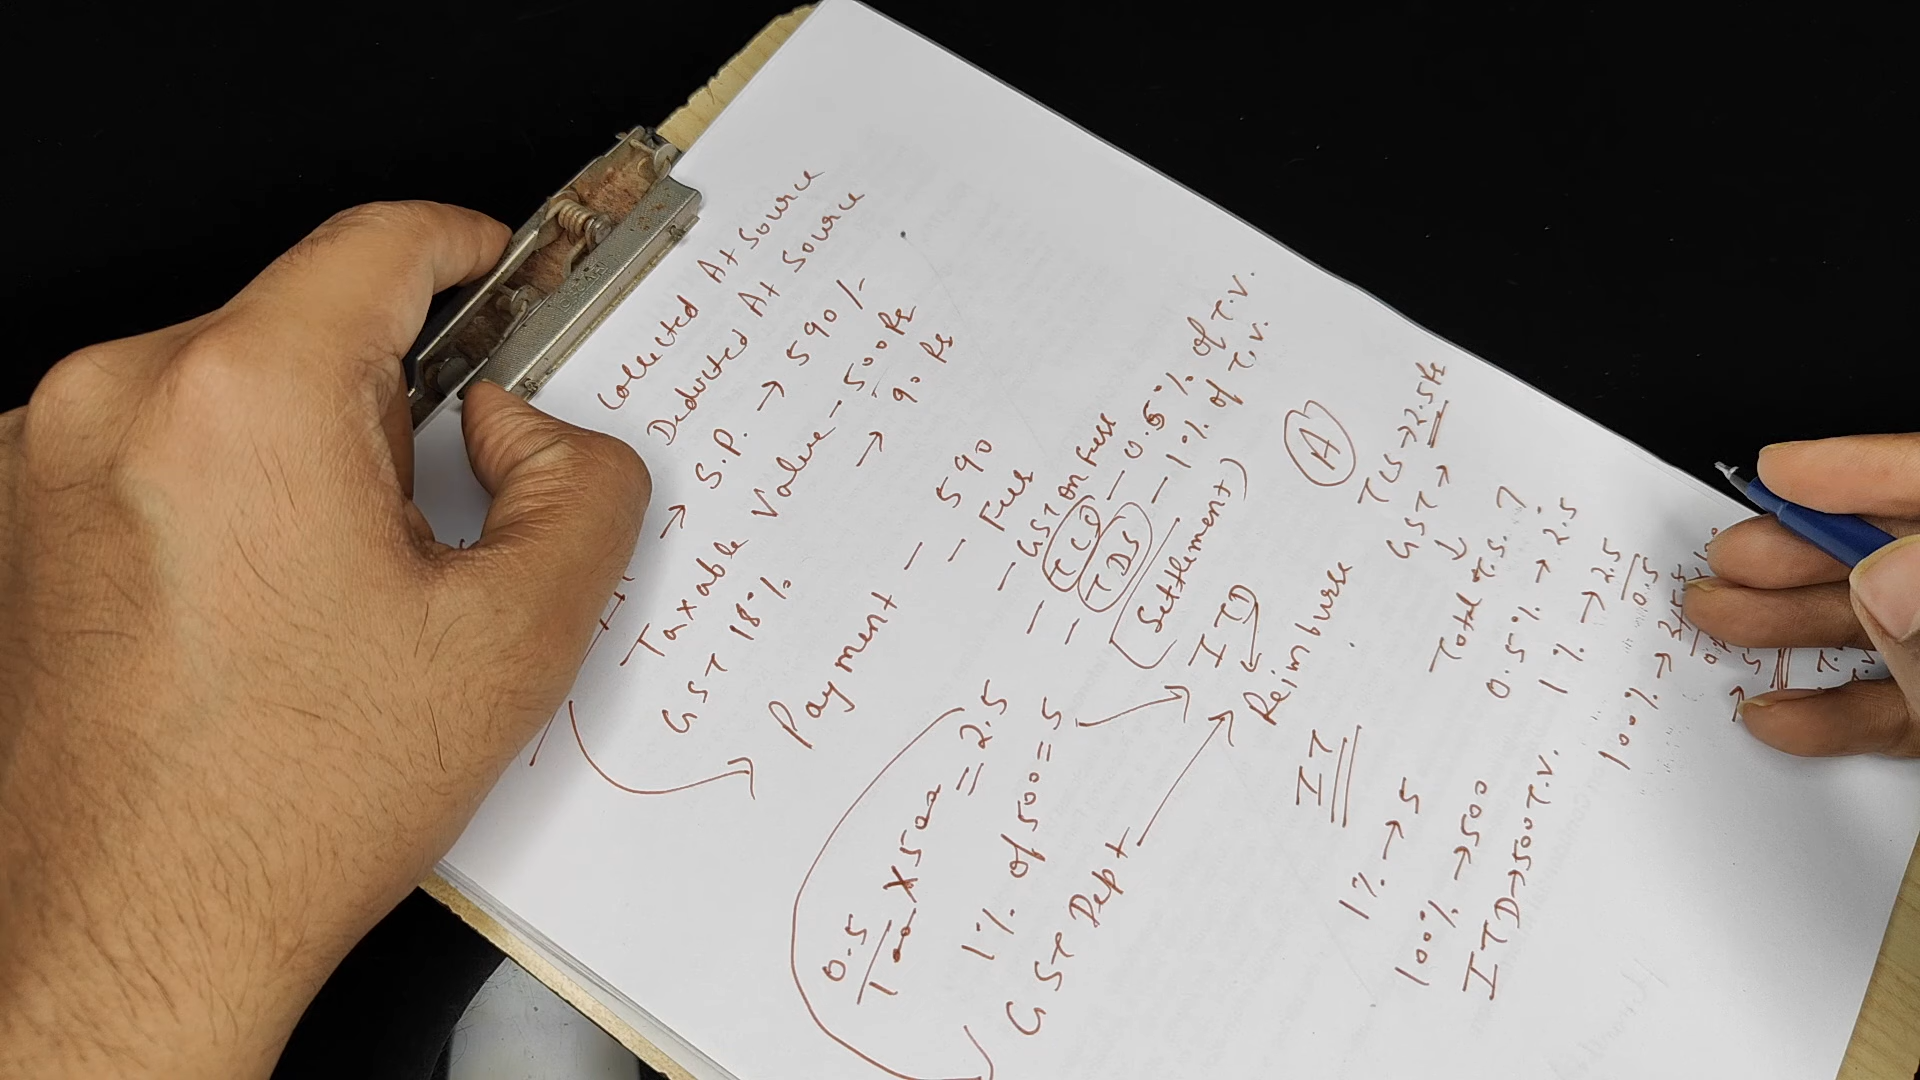 Collected At Source
Deducted At Source
→ S.P. → 590/-
Taxable Value - 500 Rs
GST 18% → 90 Rs
Payment - 590
- Fees
- GST on Fees
- TCS - 0.5% of T.V.
- TDS - 1% of T.V.
(Settlement)
0.5/100 X 500 = 2.5
1% of 500 = 5 → ITD
GST Dept → Reimburse
A
IT
TCS → 2.5 Rs
GST →
Total T.S. ?
1% → 5
0.5% → 2.5
100% → 500
1% → 2.5/0.5
ITD → 500 T.V.
100% →